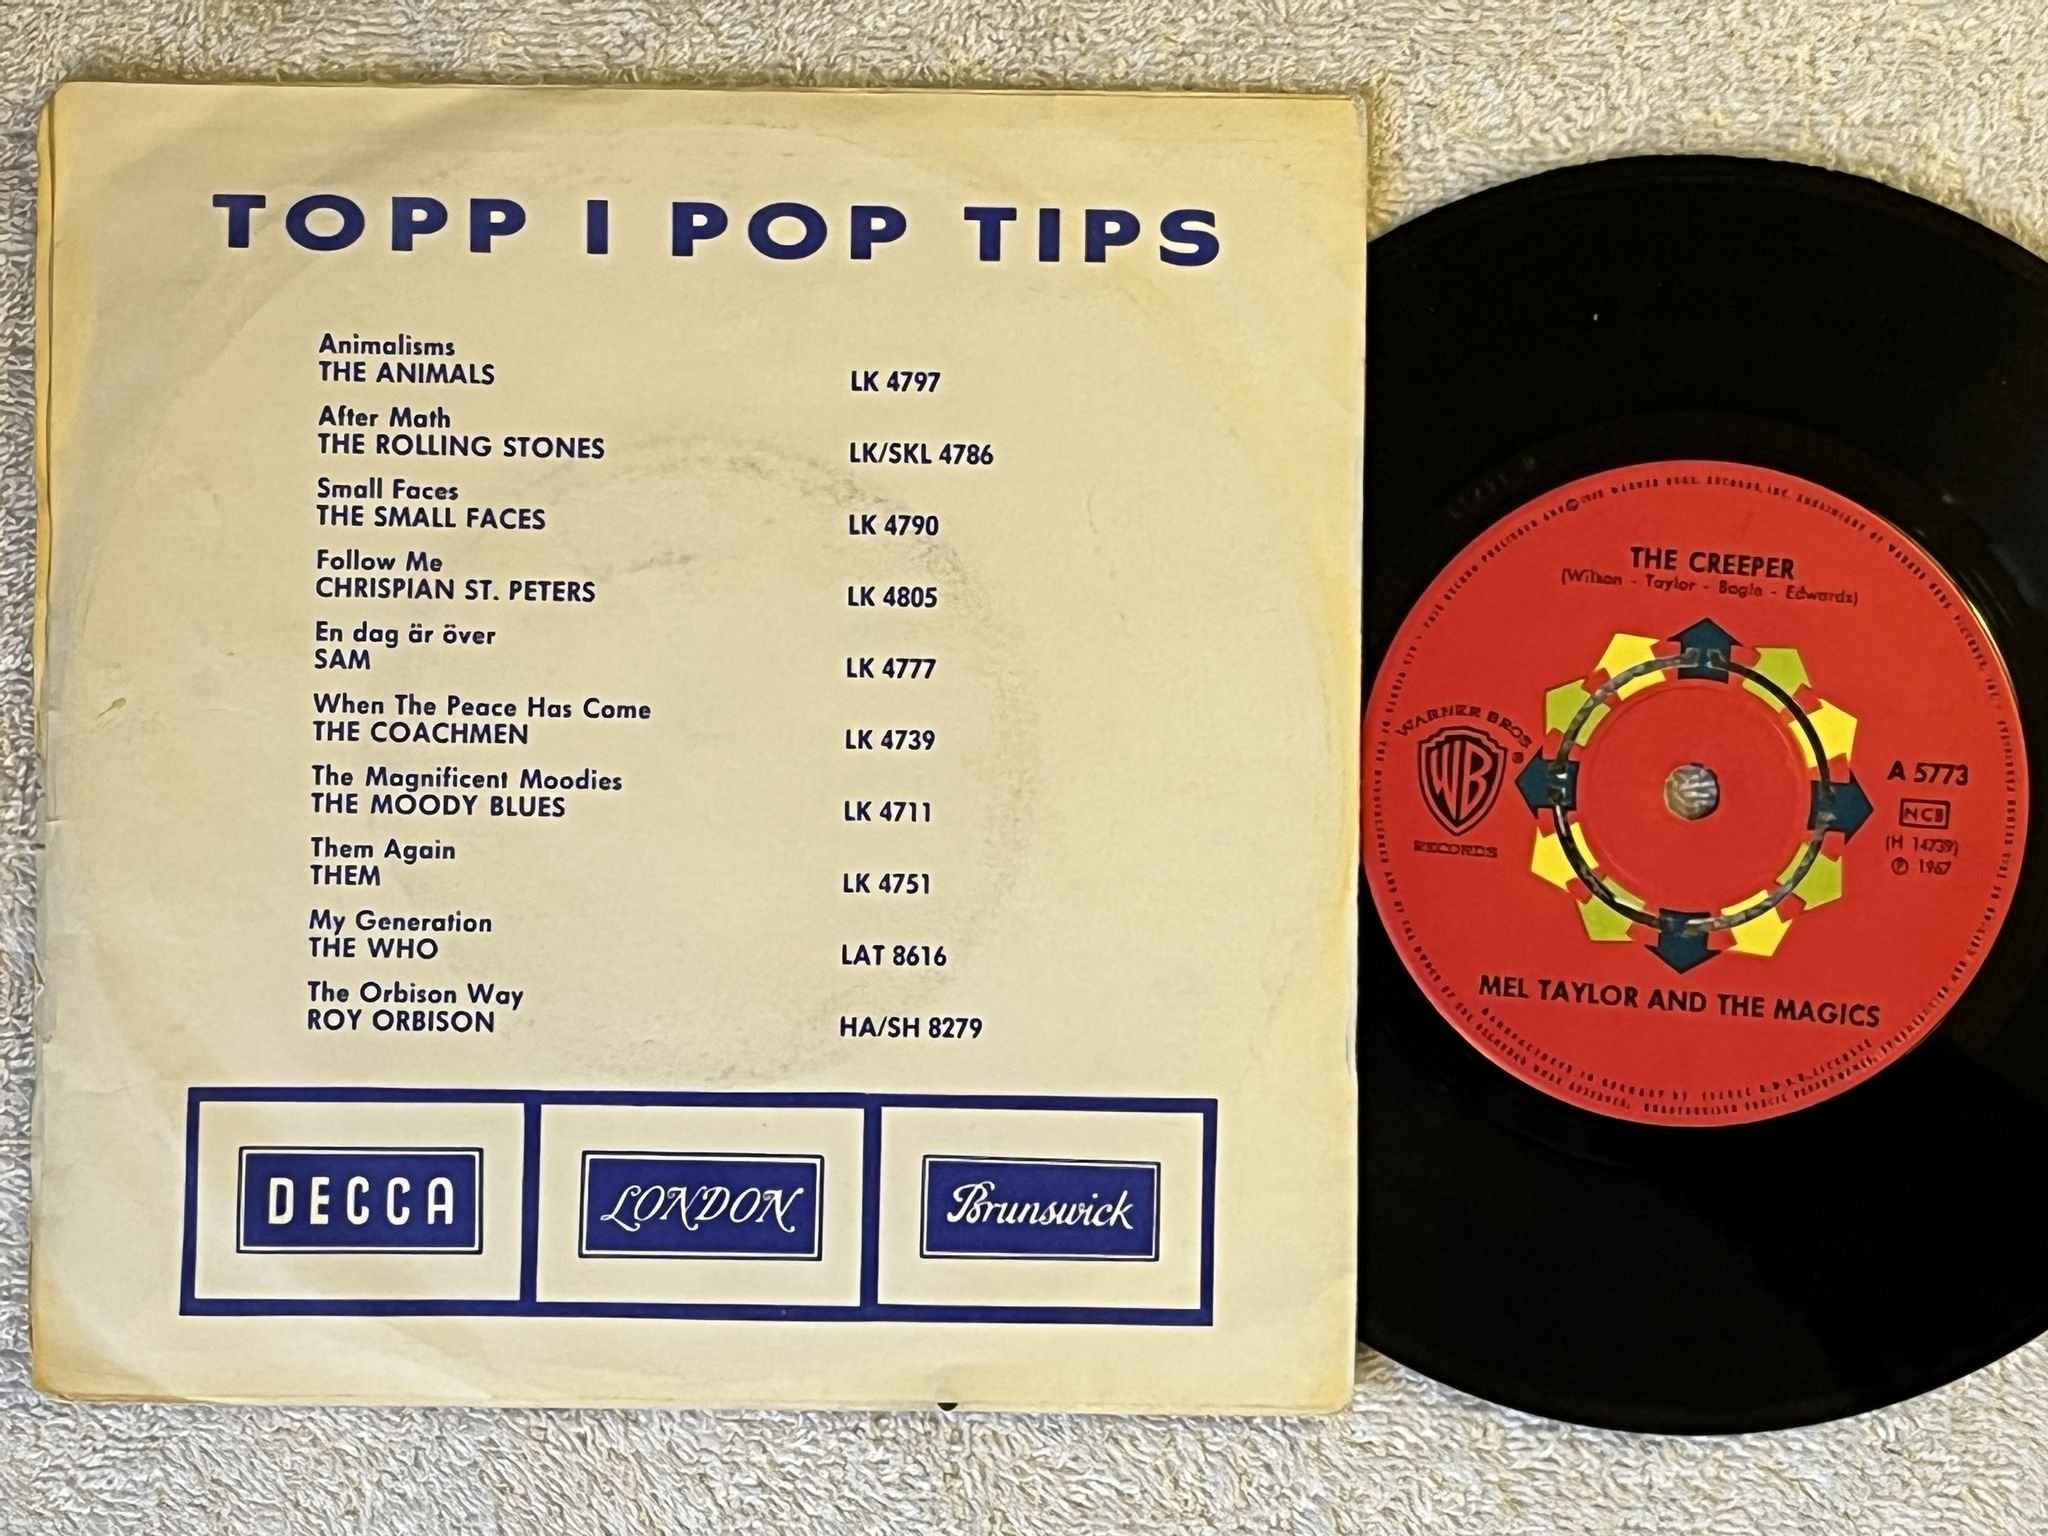 TOPP I POP TIPS
Animalisms
THE ANIMALS LK 4797
After Math
THE ROLLING STONES LK/SKL 4786
Small Faces
THE SMALL FACES LK 4790
Follow Me
CHRISPIAN ST. PETERS LK 4805
En dag är över
SAM LK 4777
When The Peace Has Come
THE COACHMEN LK 4739
The Magnificent Moodies
THE MOODY BLUES LK 4711
Them Again
THEM LK 4751
My Generation
THE WHO LAT 8616
The Orbison Way
ROY ORBISON HA/SH 8279
DECCA
LONDON
Brunswick
THE CREEPER
(Wilson - Taylor - Bogle - Edwards)
WARNER BROS
WB
®
RECORDS
A 5773
NCB
(H 14739)
℗ 1967
MEL TAYLOR AND THE MAGICS